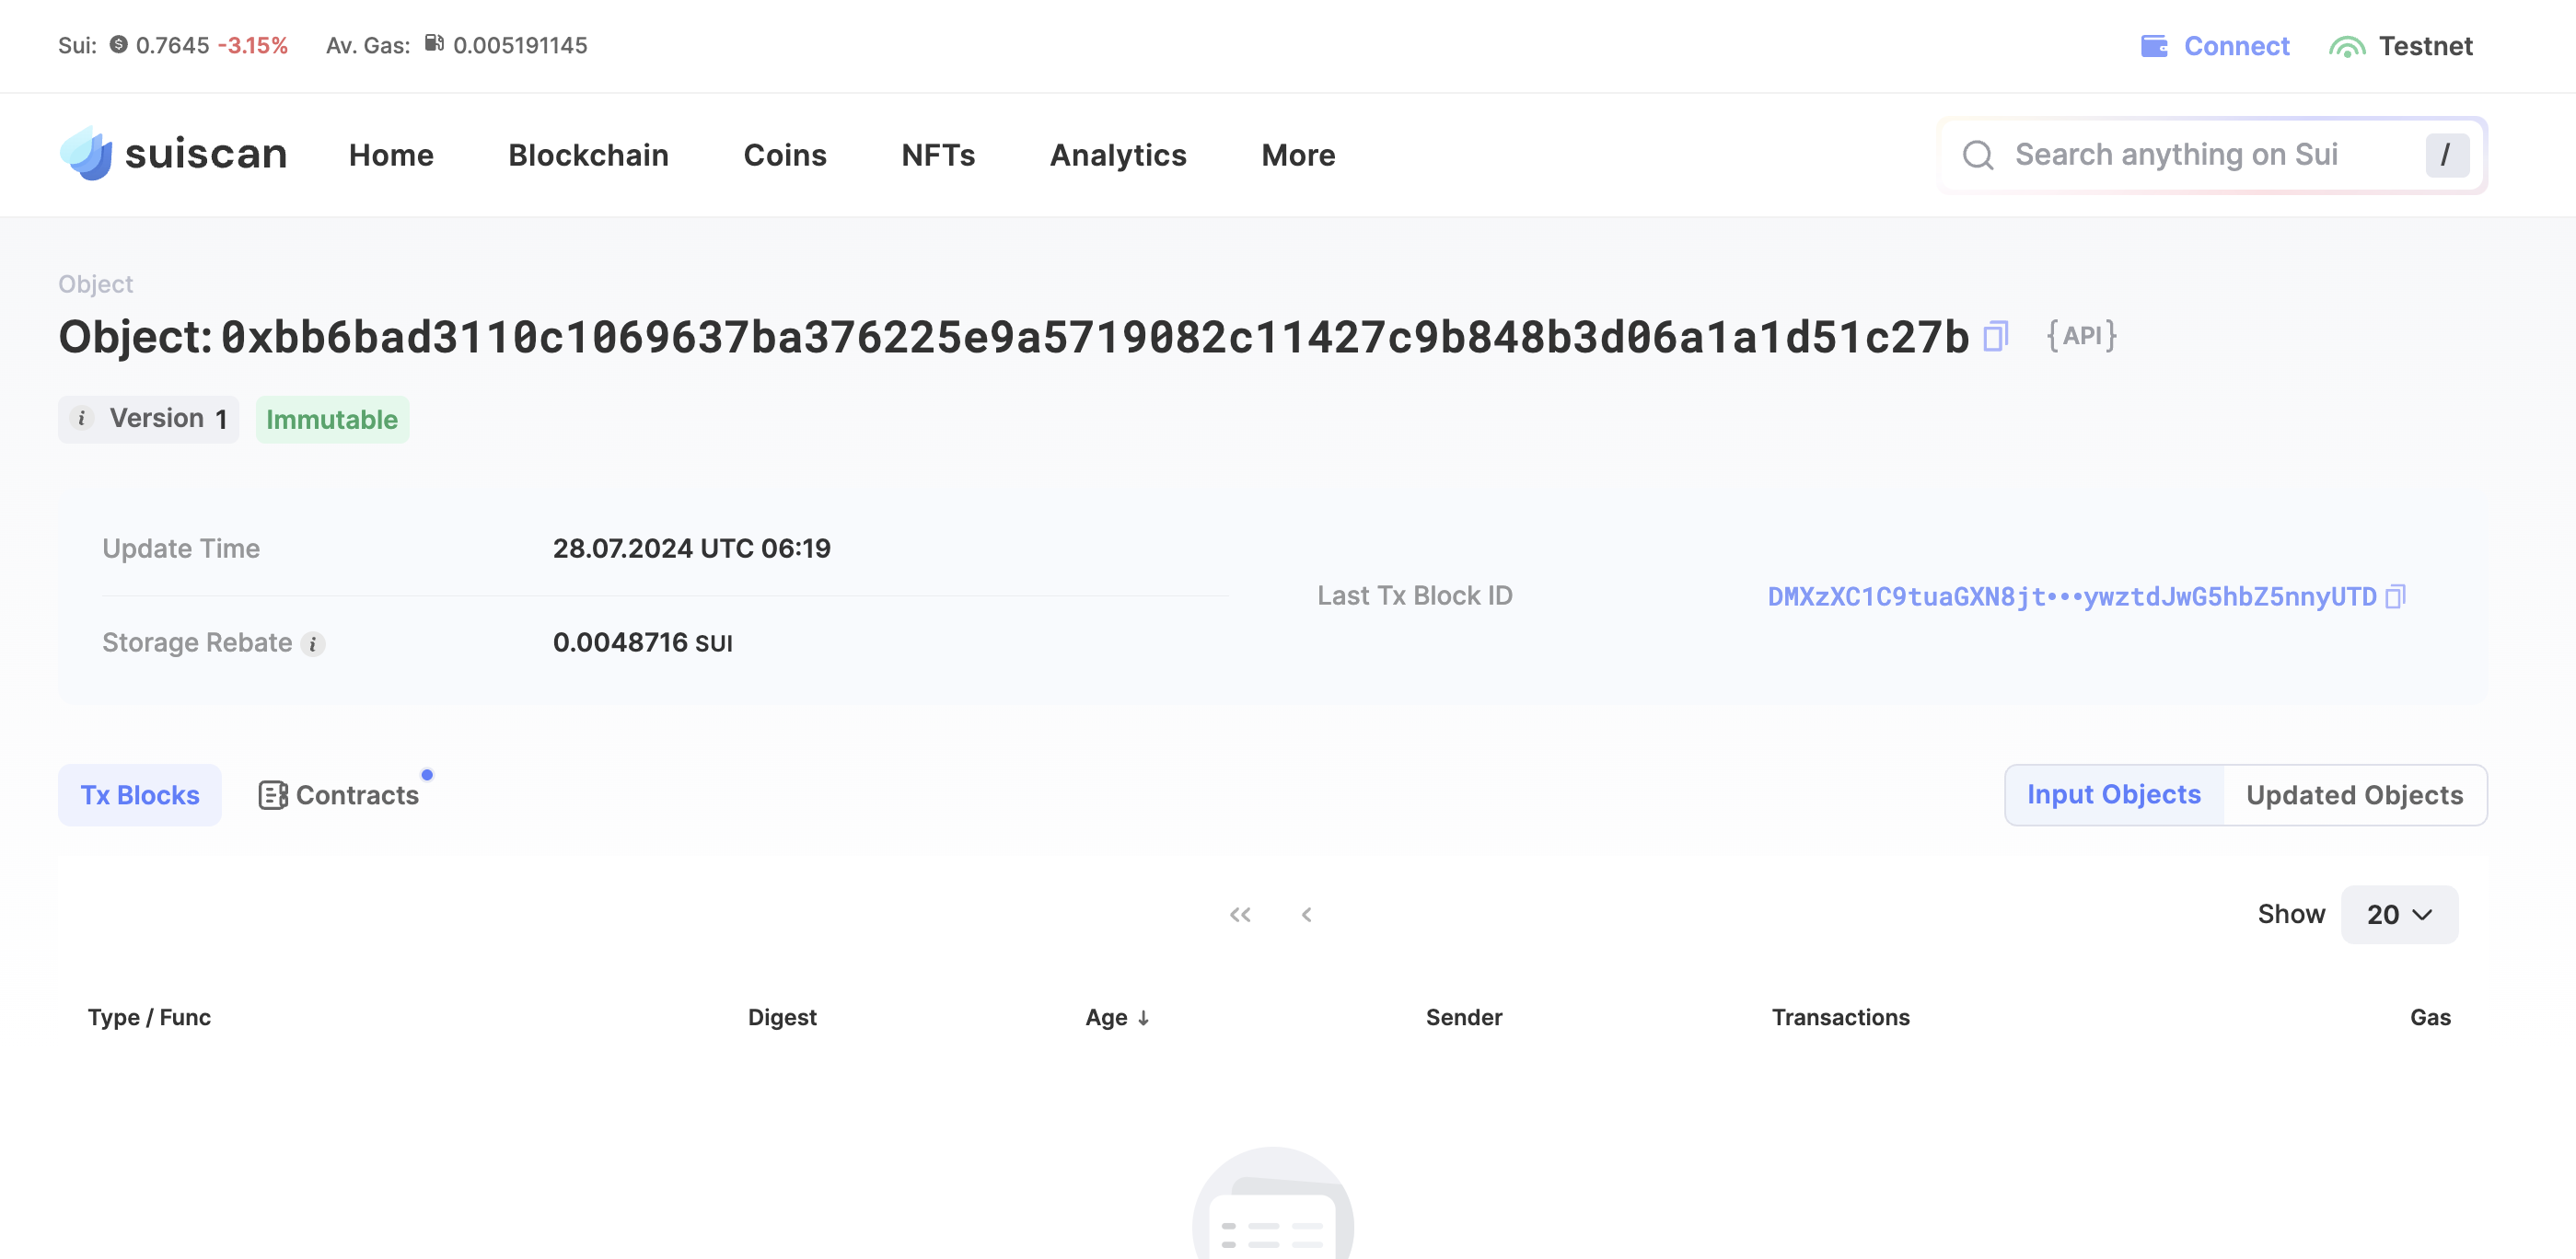 Sui: 0.7645 -3.15% Av. Gas: 0.005191145 Connect Testnet
suiscan Home Blockchain Coins NFTs Analytics More Search anything on Sui /
Object
Object: 0xbb6bad3110c1069637ba376225e9a5719082c11427c9b848b3d06a1a1d51c27b {API}
i Version 1 Immutable
Update Time 28.07.2024 UTC 06:19
Last Tx Block ID DMXzXC1C9tuaGXN8jt•••ywztdJwG5hbZ5nnyUTD
Storage Rebate i 0.0048716 SUI
Tx Blocks Contracts Input Objects Updated Objects
<< < Show 20
Type / Func Digest Age ↓ Sender Transactions Gas